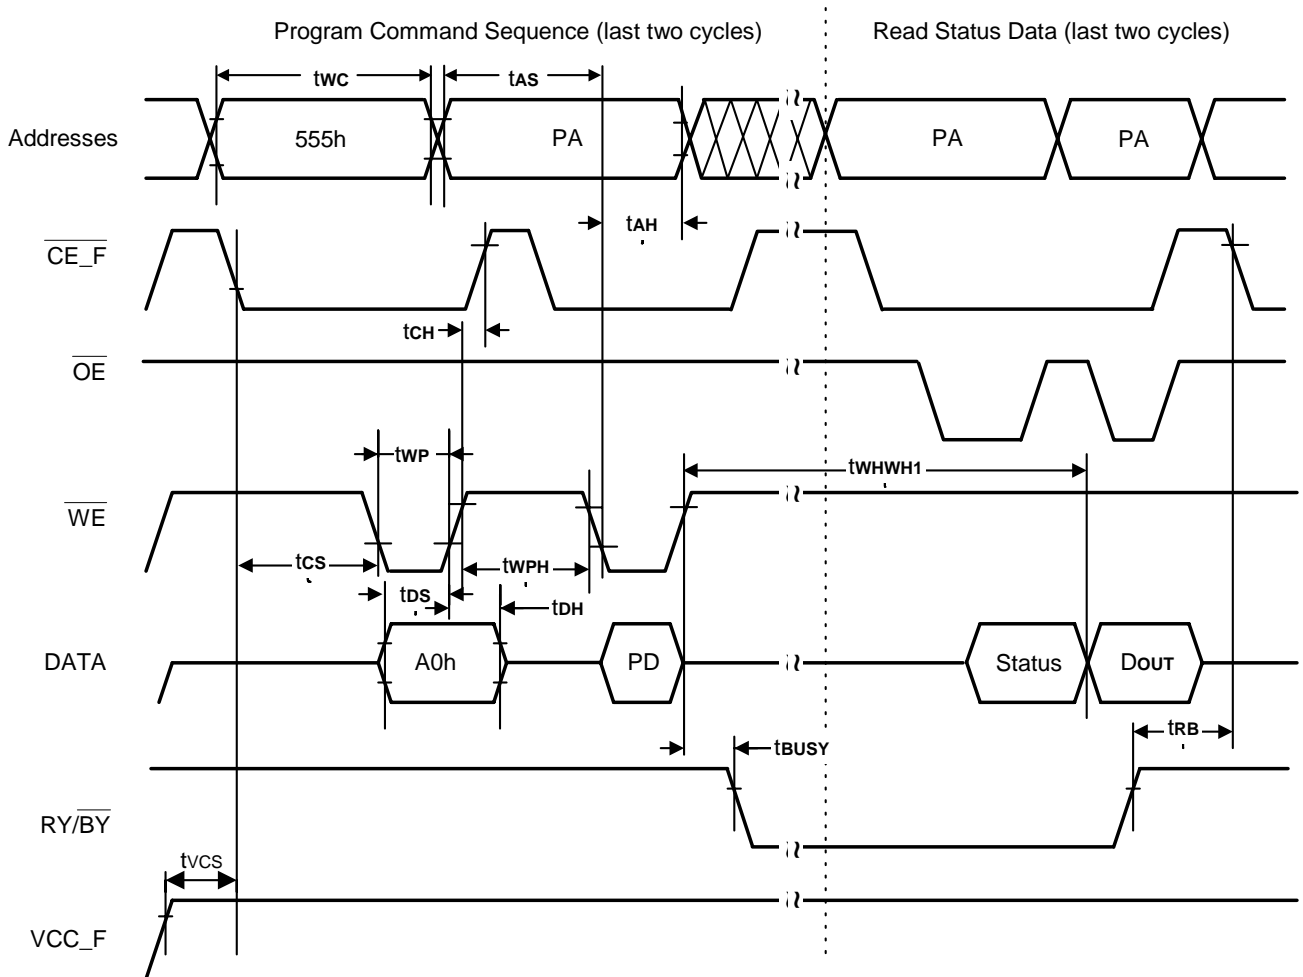 Program Command Sequence (last two cycles) Read Status Data (last two cycles)
tWC tAS
Addresses 555h PA PA PA
tAH
CE_F
tCH
OE
tWP tWHWH1
WE
tCS tWPH
tDS tDH
DATA A0h PD Status DOUT
tRB
tBUSY
RY/BY
tVCS
VCC_F